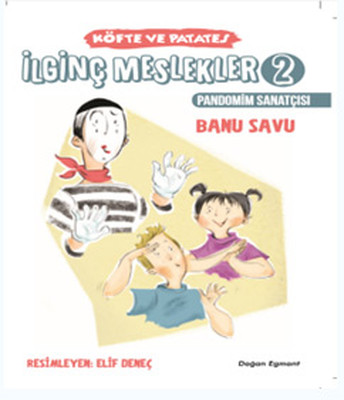 KÖFTE VE PATATES
İLGİNÇ MESLEKLER 2
PANDOMİM SANATÇISI
BANU SAVU
RESİMLEYEN: ELİF DENEÇ
Doğan Egmont